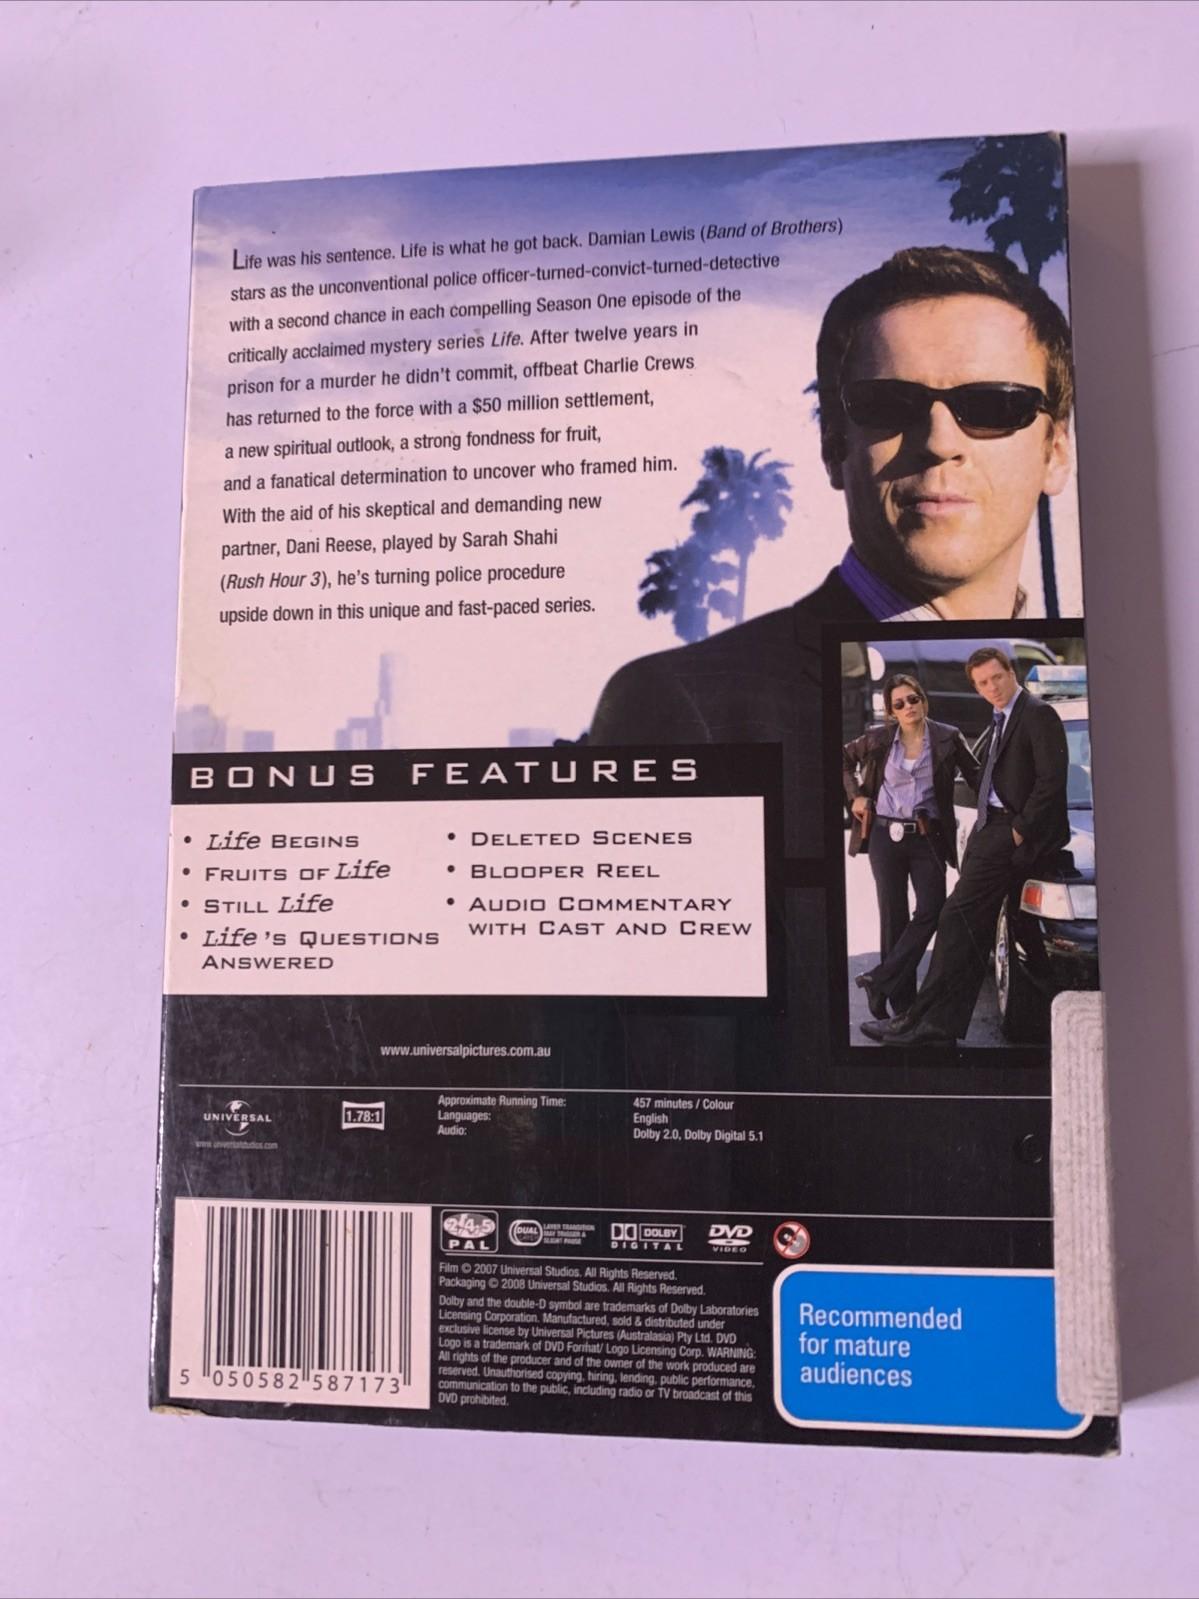 Life was his sentence. Life is what he got back. Damian Lewis (Band of Brothers)
stars as the unconventional police officer-turned-convict-turned-detective
with a second chance in each compelling Season One episode of the
critically acclaimed mystery series Life. After twelve years in
prison for a murder he didn't commit, offbeat Charlie Crews
has returned to the force with a $50 million settlement,
a new spiritual outlook, a strong fondness for fruit,
and a fanatical determination to uncover who framed him.
With the aid of his skeptical and demanding new
partner, Dani Reese, played by Sarah Shahi
(Rush Hour 3), he's turning police procedure
upside down in this unique and fast-paced series.
BONUS FEATURES
• Life BEGINS
• FRUITS OF Life
• STILL Life
• Life's QUESTIONS
ANSWERED
• DELETED SCENES
• BLOOPER REEL
• AUDIO COMMENTARY
WITH CAST AND CREW
www.universalpictures.com.au
UNIVERSAL
www.universalstudios.com
1.78:1
Approximate Running Time: 457 minutes / Colour
Languages: English
Audio: Dolby 2.0, Dolby Digital 5.1
2,4,5
PAL
DUAL
LAYER TRANSITION
MAY TRIGGER A
SLIGHT PAUSE
DOLBY
DIGITAL
DVD
VIDEO
Film © 2007 Universal Studios. All Rights Reserved.
Packaging © 2008 Universal Studios. All Rights Reserved.
Dolby and the double-D symbol are trademarks of Dolby Laboratories
Licensing Corporation. Manufactured, sold & distributed under
exclusive license by Universal Pictures (Australasia) Pty Ltd. DVD
Logo is a trademark of DVD Format/ Logo Licensing Corp. WARNING:
All rights of the producer and of the owner of the work produced are
reserved. Unauthorised copying, hiring, lending, public performance,
communication to the public, including radio or TV broadcast of this
DVD prohibited.
5 050582 587173
Recommended
for mature
audiences